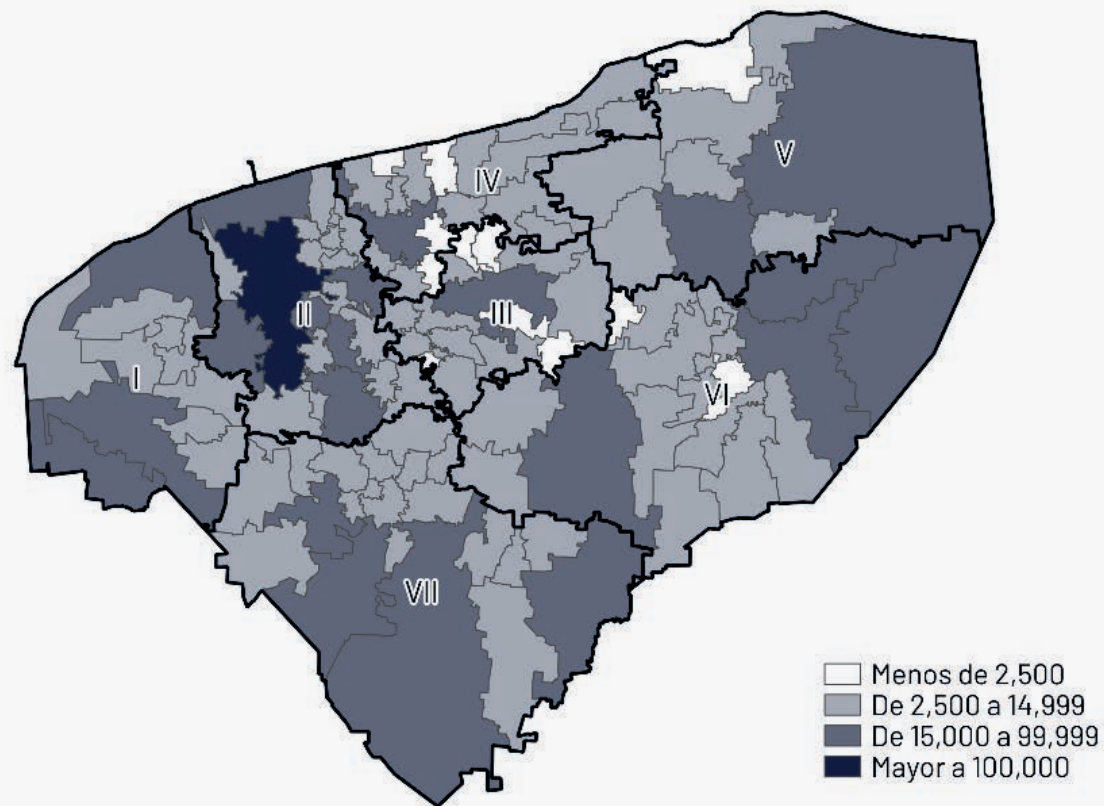 V
IV
II
III
I
VI
VII
Menos de 2,500
De 2,500 a 14,999
De 15,000 a 99,999
Mayor a 100,000